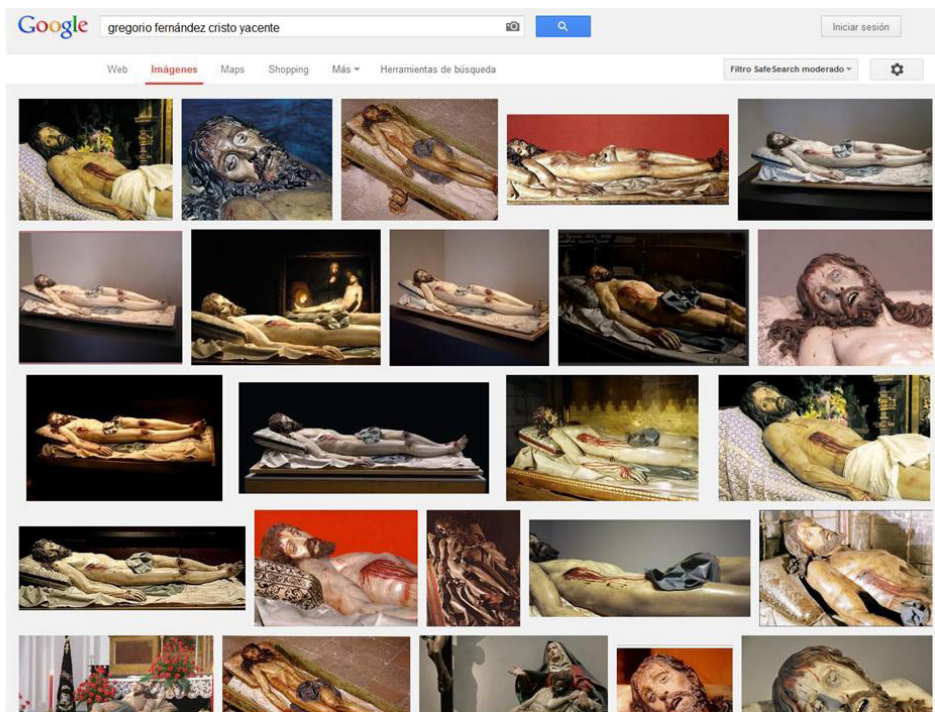 Google
gregorio fernández cristo yacente
Iniciar sesión
Web Imágenes Maps Shopping Más Herramientas de búsqueda
Filtro SafeSearch moderado